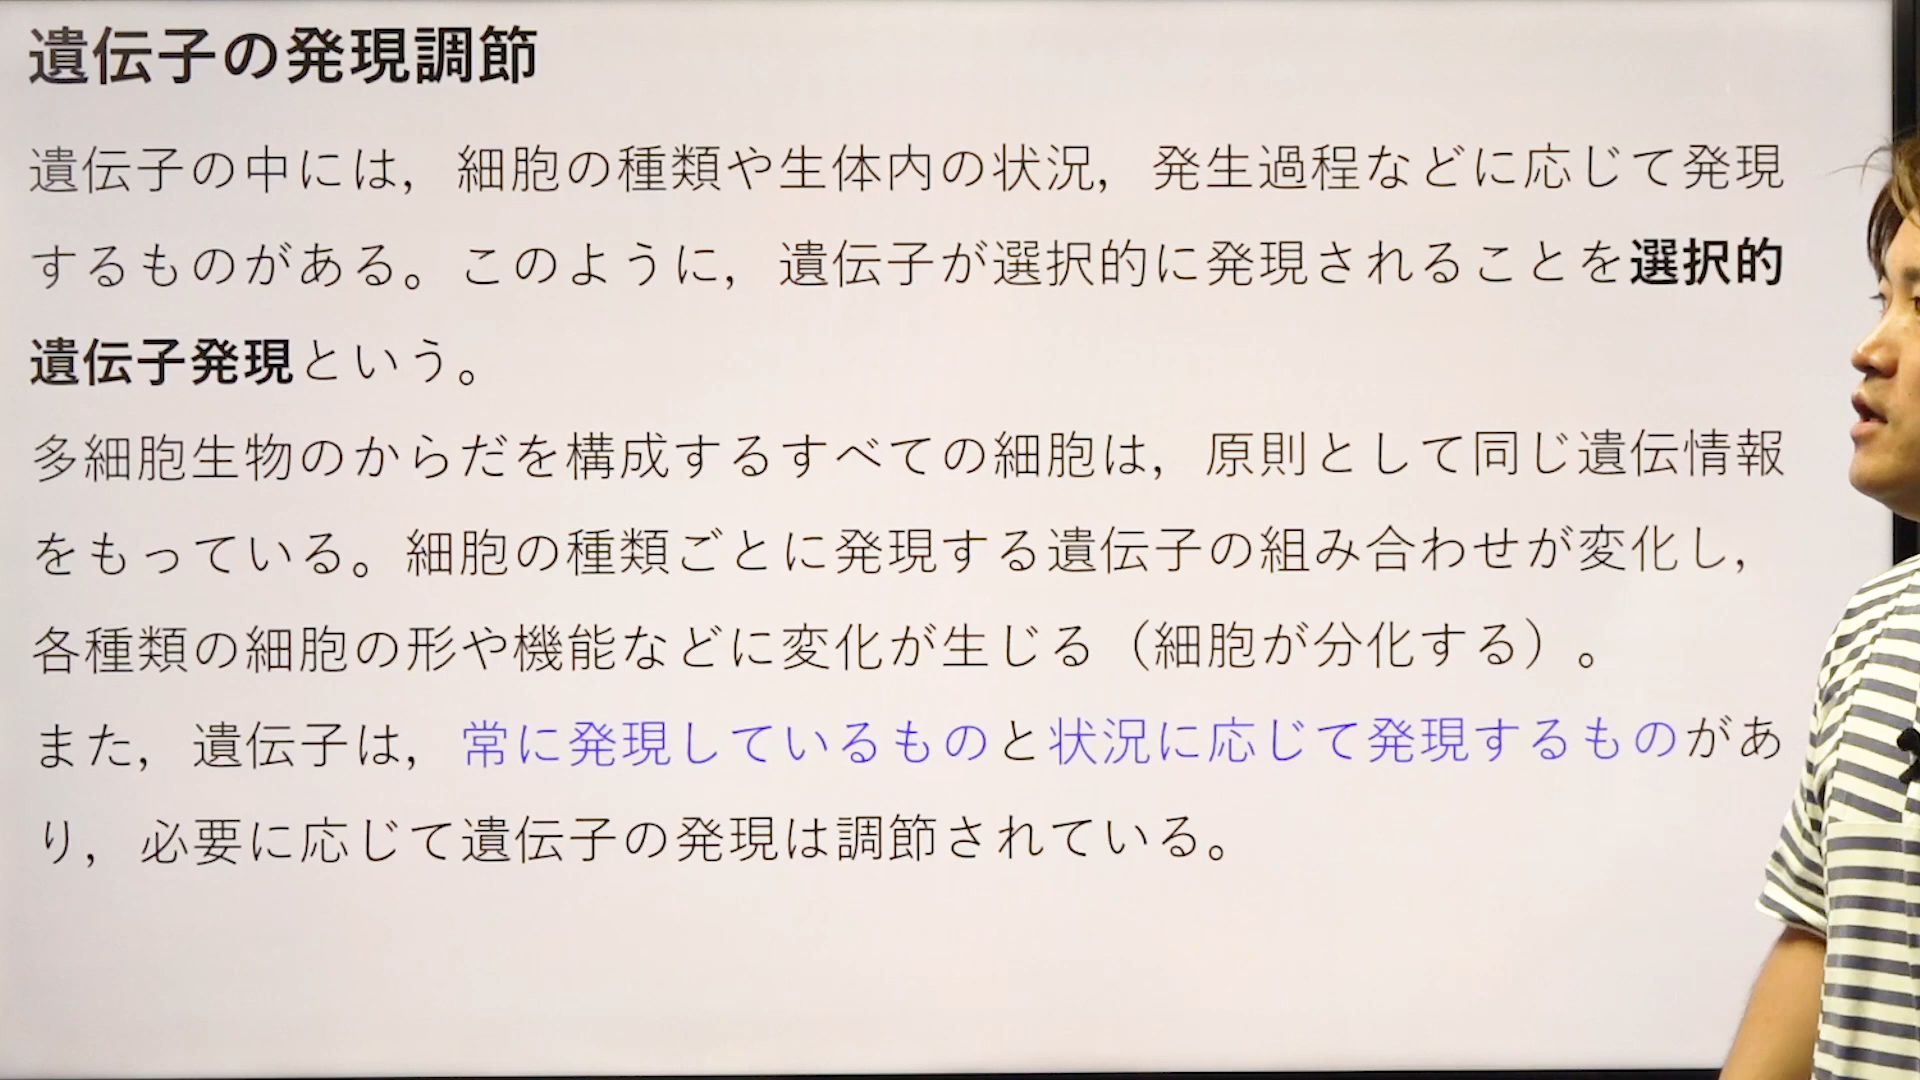 遺伝子の発現調節
遺伝子の中には，細胞の種類や生体内の状況，発生過程などに応じて発現
するものがある。このように，遺伝子が選択的に発現されることを選択的
遺伝子発現という。
多細胞生物のからだを構成するすべての細胞は，原則として同じ遺伝情報
をもっている。細胞の種類ごとに発現する遺伝子の組み合わせが変化し，
各種類の細胞の形や機能などに変化が生じる（細胞が分化する）。
また，遺伝子は，常に発現しているものと状況に応じて発現するものがあ
り，必要に応じて遺伝子の発現は調節されている。